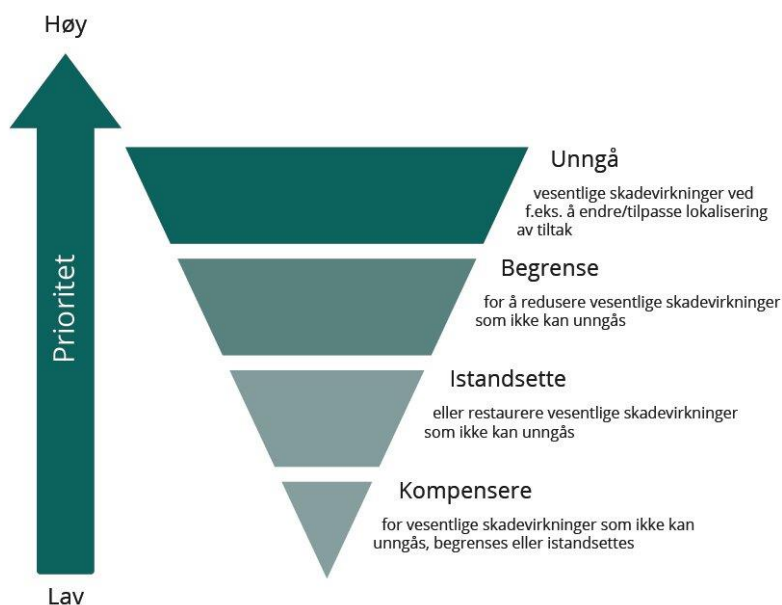 Høy
Prioritet
Lav
Unngå
vesentlige skadevirkninger ved
f.eks. å endre/tilpasse lokalisering
av tiltak
Begrense
for å redusere vesentlige skadevirkninger
som ikke kan unngås
Istandsette
eller restaurere vesentlige skadevirkninger
som ikke kan unngås
Kompensere
for vesentlige skadevirkninger som ikke kan
unngås, begrenses eller istandsettes